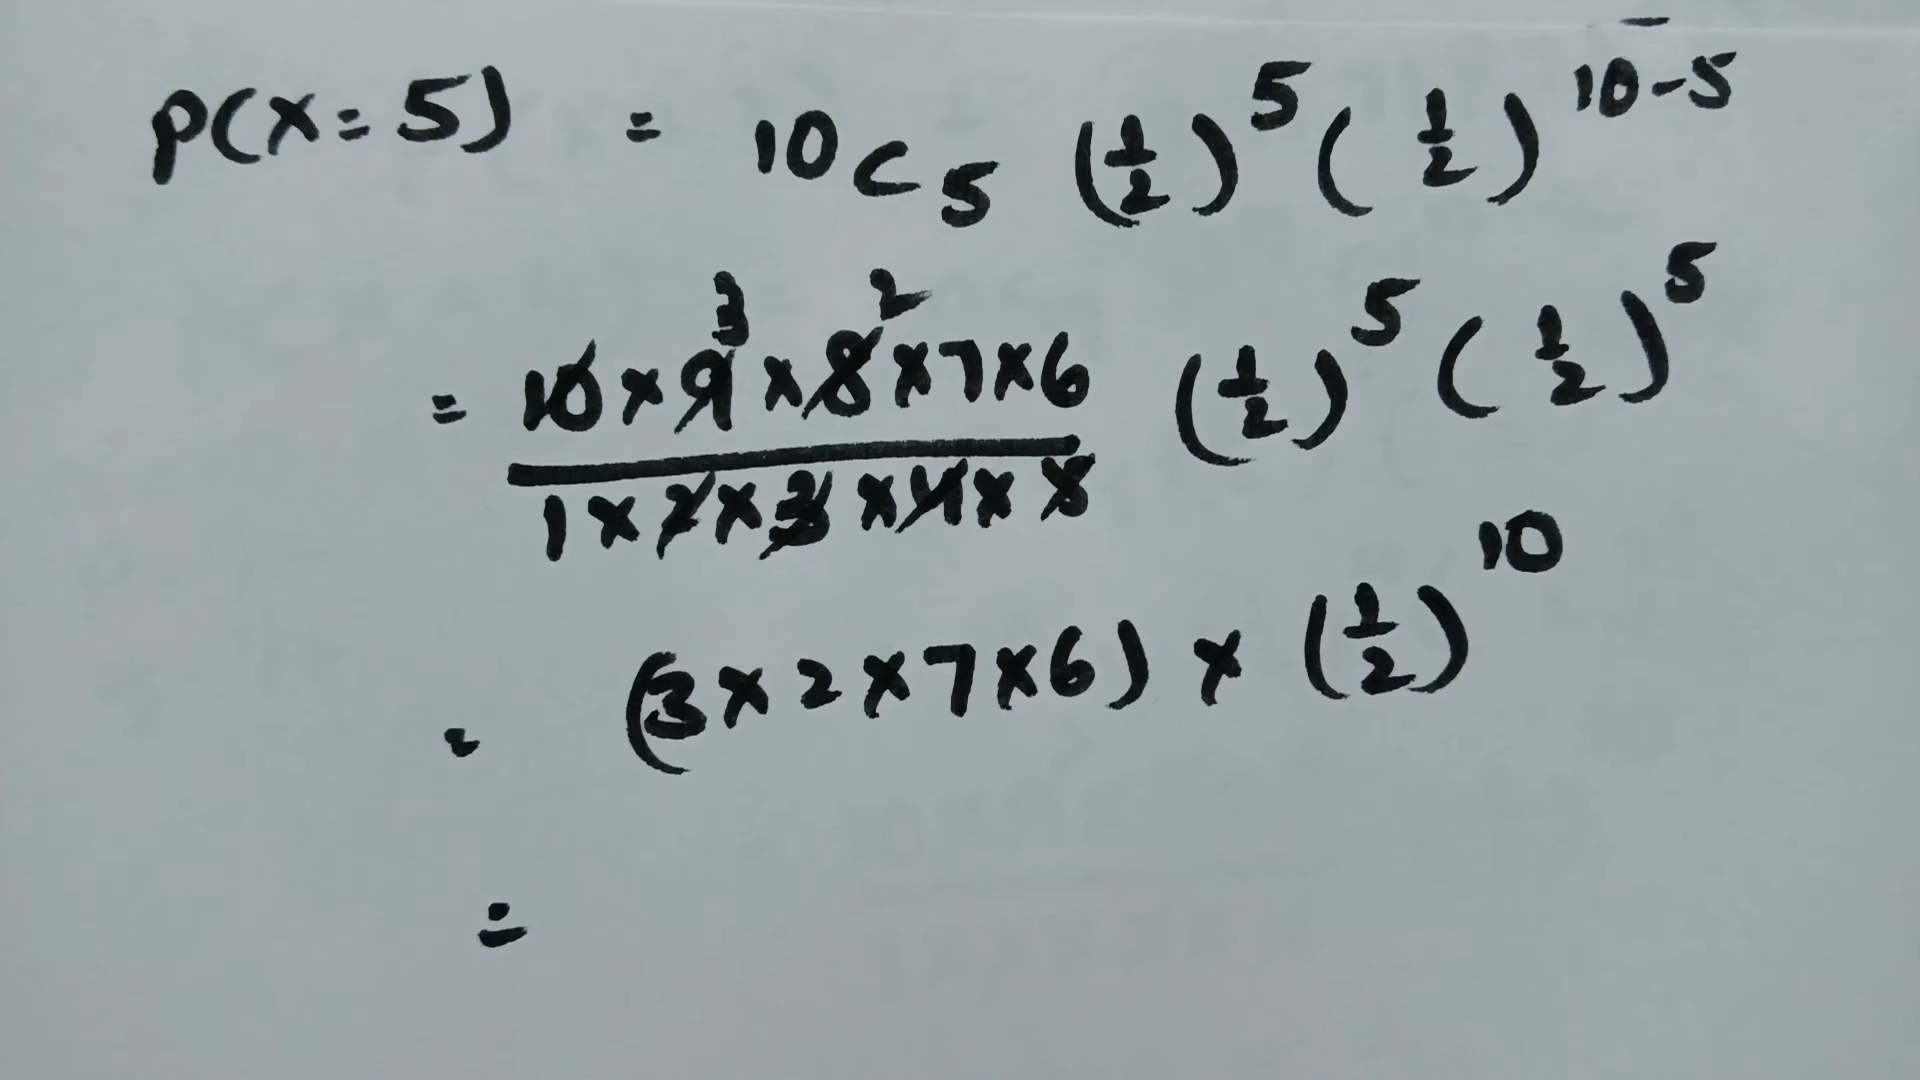 P(X=5) = 10C5 (1/2)^5 (1/2)^10-5
3 2
= 10×9×8×7×6 / 1×2×3×4×5 (1/2)^5 (1/2)^5
= (3×2×7×6) × (1/2)^10
=